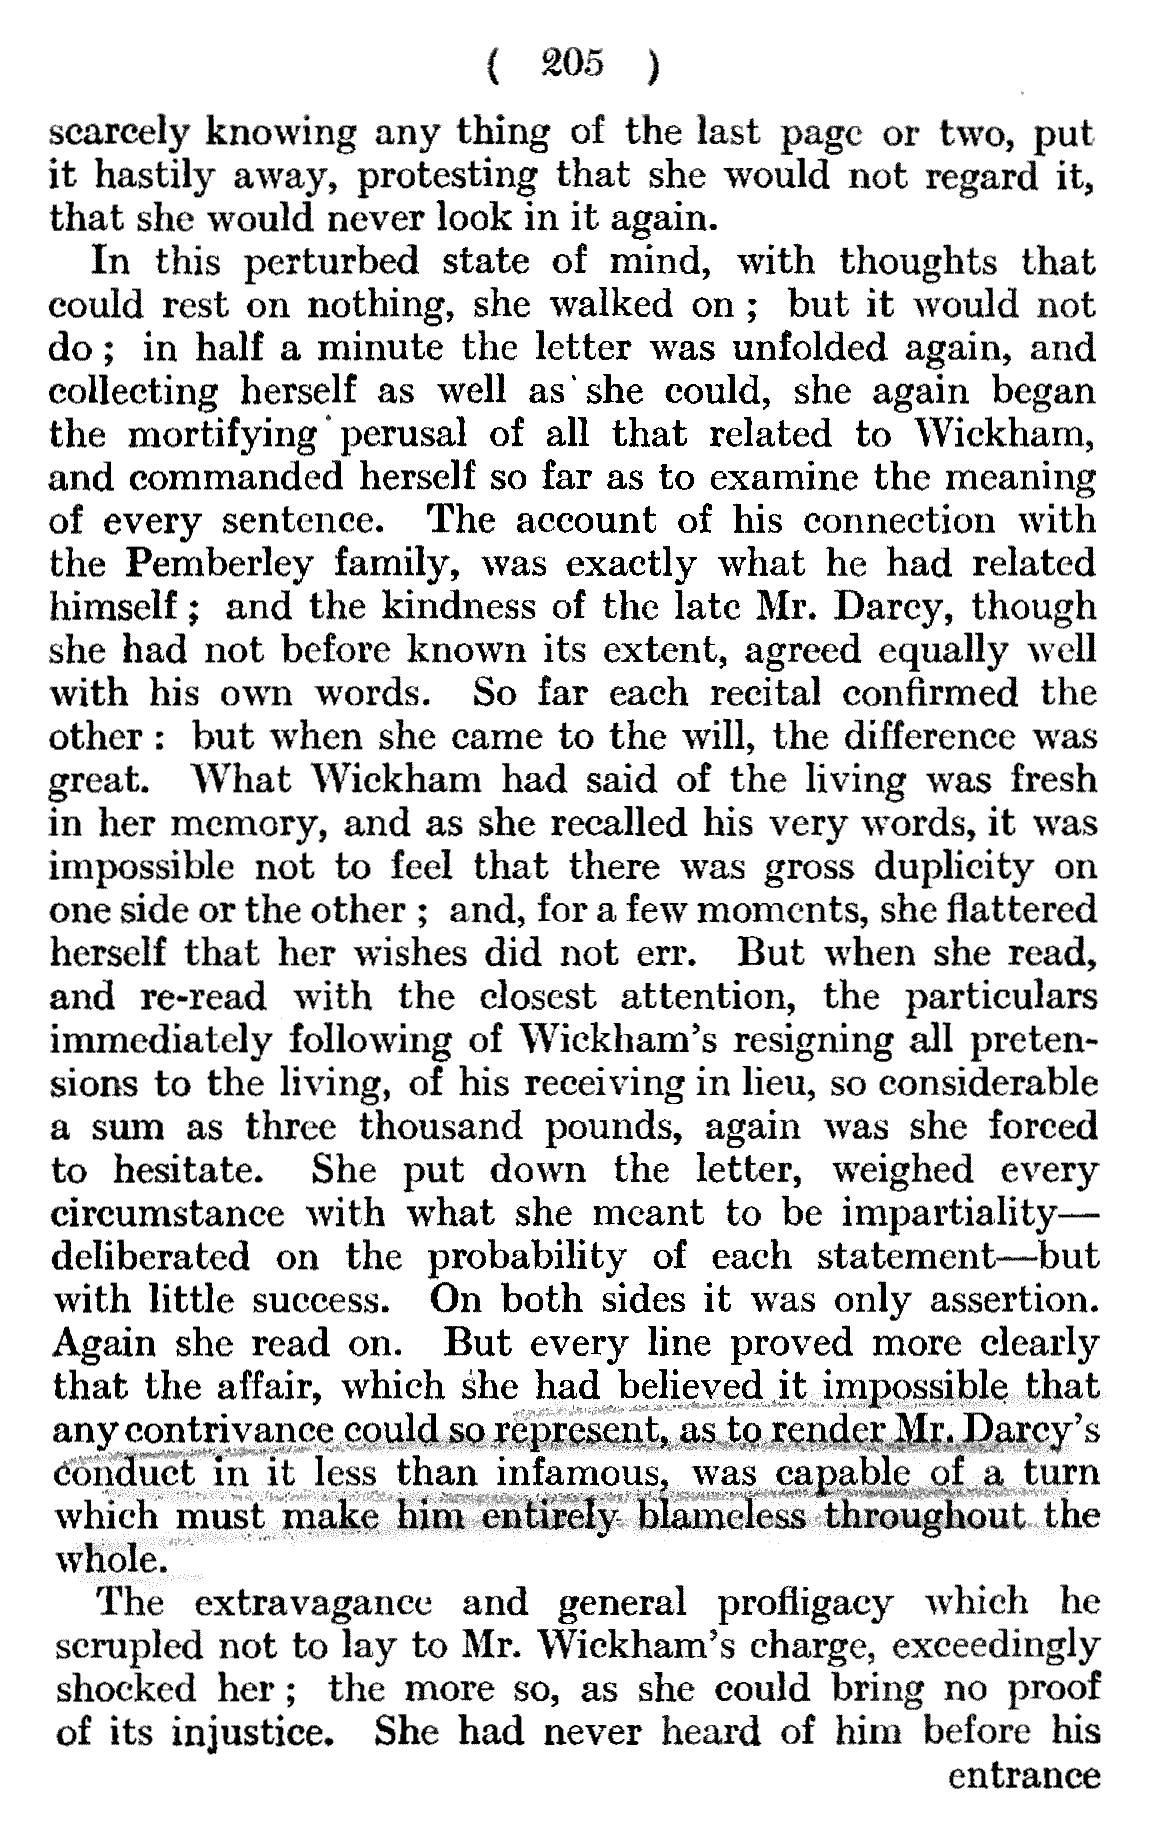 ( 205 )
scarcely knowing any thing of the last page or two, put
it hastily away, protesting that she would not regard it,
that she would never look in it again.
In this perturbed state of mind, with thoughts that
could rest on nothing, she walked on ; but it would not
do ; in half a minute the letter was unfolded again, and
collecting herself as well as she could, she again began
the mortifying perusal of all that related to Wickham,
and commanded herself so far as to examine the meaning
of every sentence. The account of his connection with
the Pemberley family, was exactly what he had related
himself ; and the kindness of the late Mr. Darcy, though
she had not before known its extent, agreed equally well
with his own words. So far each recital confirmed the
other : but when she came to the will, the difference was
great. What Wickham had said of the living was fresh
in her memory, and as she recalled his very words, it was
impossible not to feel that there was gross duplicity on
one side or the other ; and, for a few moments, she flattered
herself that her wishes did not err. But when she read,
and re-read with the closest attention, the particulars
immediately following of Wickham's resigning all preten-
sions to the living, of his receiving in lieu, so considerable
a sum as three thousand pounds, again was she forced
to hesitate. She put down the letter, weighed every
circumstance with what she meant to be impartiality—
deliberated on the probability of each statement—but
with little success. On both sides it was only assertion.
Again she read on. But every line proved more clearly
that the affair, which she had believed it impossible that
any contrivance could so represent, as to render Mr. Darcy's
conduct in it less than infamous, was capable of a turn
which must make him entirely blameless throughout the
whole.
The extravagance and general profligacy which he
scrupled not to lay to Mr. Wickham's charge, exceedingly
shocked her ; the more so, as she could bring no proof
of its injustice. She had never heard of him before his
entrance